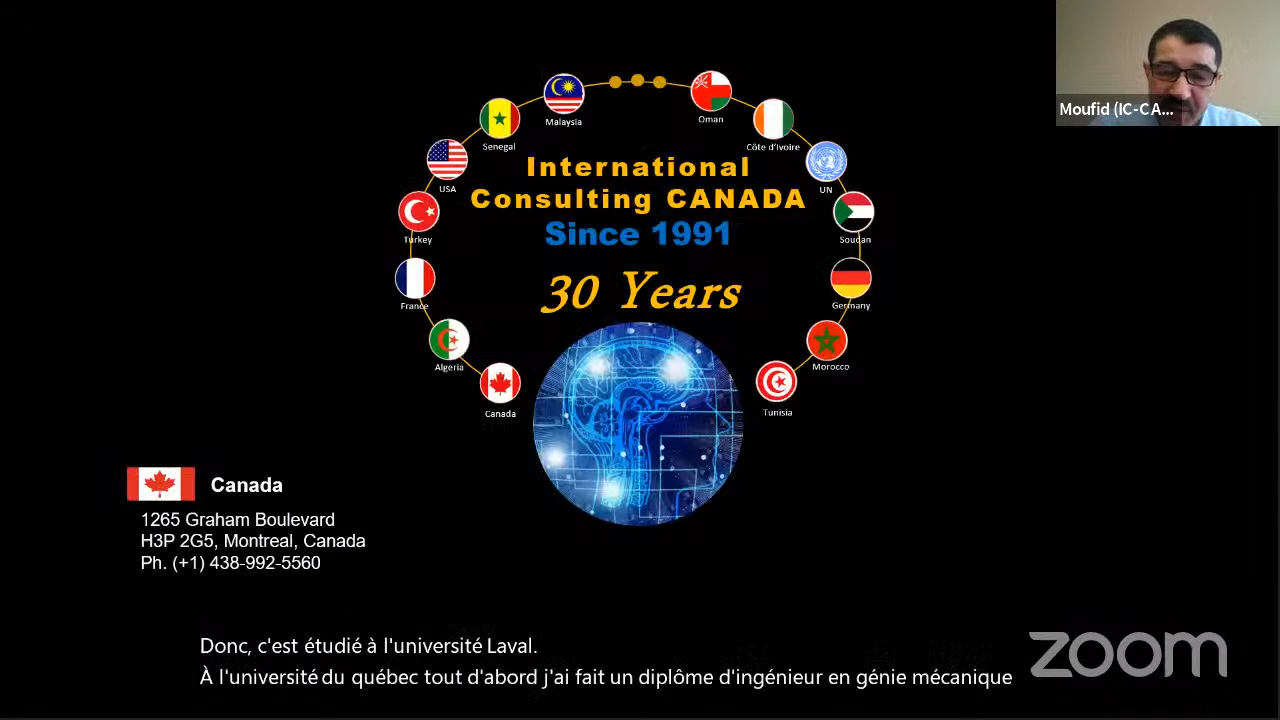 Moufid (IC-CA...
Malaysia
Oman
Senegal
Côte d'Ivoire
International
USA
UN
Consulting CANADA
Since 1991
Turkey
Soudan
30 Years
France
Germany
Algeria
Morocco
Canada
Tunisia
Canada
1265 Graham Boulevard
H3P 2G5, Montreal, Canada
Ph. (+1) 438-992-5560
Donc, c'est étudié à l'université Laval.
À l'université du québec tout d'abord j'ai fait un diplôme d'ingénieur en génie mécanique
zoom